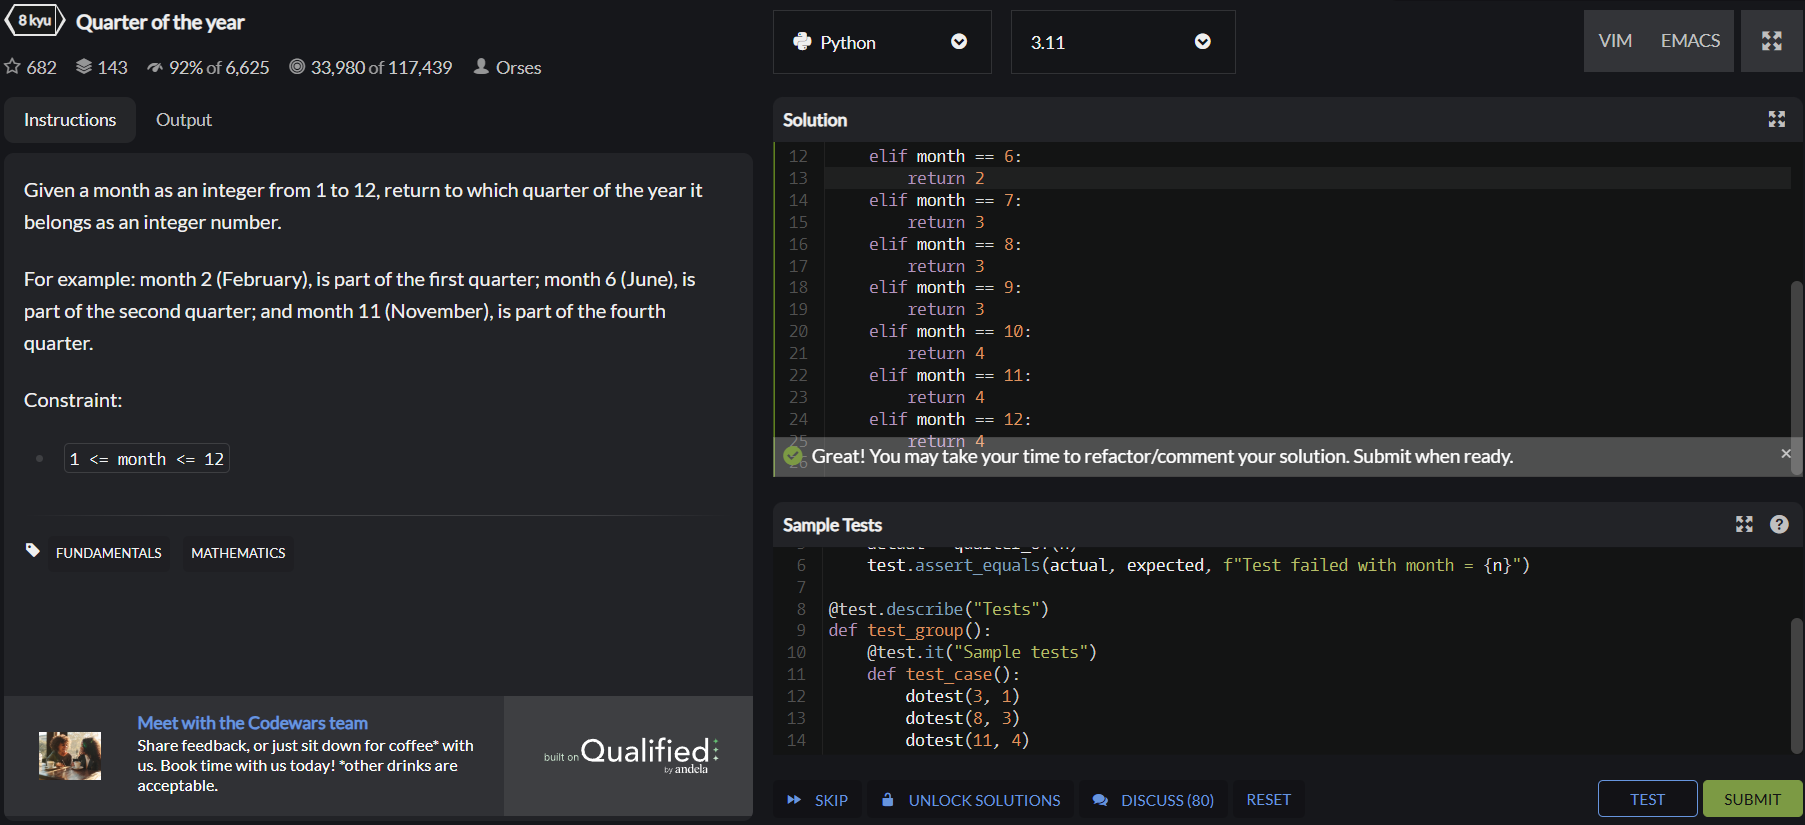 8 kyu Quarter of the year
682 143 92% of 6,625 33,980 of 117,439 Orses
Instructions Output
Given a month as an integer from 1 to 12, return to which quarter of the year it
belongs as an integer number.
For example: month 2 (February), is part of the first quarter; month 6 (June), is
part of the second quarter; and month 11 (November), is part of the fourth
quarter.
Constraint:
1 <= month <= 12
FUNDAMENTALS MATHEMATICS
Meet with the Codewars team
Share feedback, or just sit down for coffee* with
us. Book time with us today! *other drinks are
acceptable.
built on Qualified
by andela
Python 3.11 VIM EMACS
Solution
12 elif month == 6:
13 return 2
14 elif month == 7:
15 return 3
16 elif month == 8:
17 return 3
18 elif month == 9:
19 return 3
20 elif month == 10:
21 return 4
22 elif month == 11:
23 return 4
24 elif month == 12:
25 return 4
26
Great! You may take your time to refactor/comment your solution. Submit when ready.
Sample Tests
6 test.assert_equals(actual, expected, f"Test failed with month = {n}")
7
8 @test.describe("Tests")
9 def test_group():
10 @test.it("Sample tests")
11 def test_case():
12 dotest(3, 1)
13 dotest(8, 3)
14 dotest(11, 4)
SKIP UNLOCK SOLUTIONS DISCUSS (80) RESET TEST SUBMIT